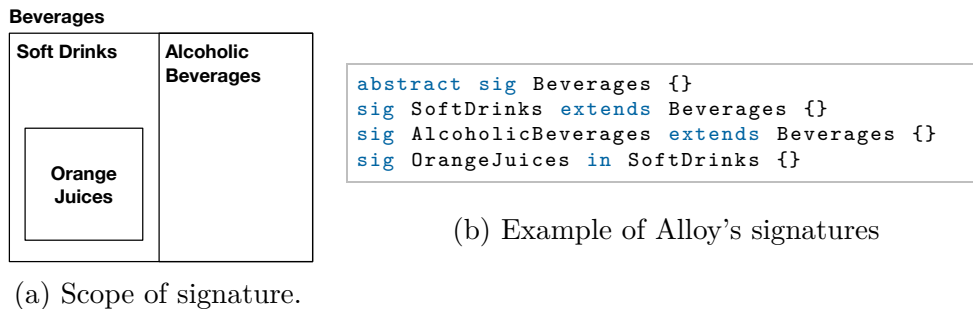 Beverages
Soft Drinks
Alcoholic
Beverages
Orange
Juices
(a) Scope of signature.
abstract sig Beverages {}
sig SoftDrinks extends Beverages {}
sig AlcoholicBeverages extends Beverages {}
sig OrangeJuices in SoftDrinks {}
(b) Example of Alloy's signatures